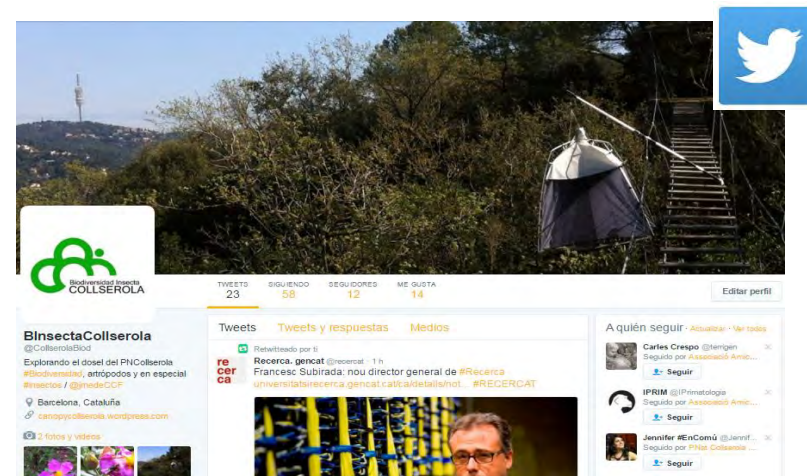 Biodiversidad Insecta
COLLSEROLA
TWEETS
23
SIGUIENDO
58
SEGUIDORES
12
ME GUSTA
14
Editar perfil
BInsectaCollserola
@CollserolaBiod
Explorando el dosel del PNCollserola
#Biodiversidad, artrópodos y en especial
#insectos / @jmedeCCF
Barcelona, Cataluña
canopycollserola.wordpress.com
2 fotos y vídeos
Tweets Tweets y respuestas Medios
Retwitteado por ti
re
cer
ca
Recerca. gencat @recercat · 1 h
Francesc Subirada: nou director general de #Recerca
universitatsirecerca.gencat.cat/ca/detalls/not... #RECERCAT
A quién seguir · Actualizar · Ver todos
Carles Crespo @terrigen
Seguido por Associació Amic...
Seguir
IPRIM @IPrimatologia
Seguido por Associació Amic...
Seguir
Jennifer #EnComú @Jennif...
Seguido por PNat Collserola ...
Seguir